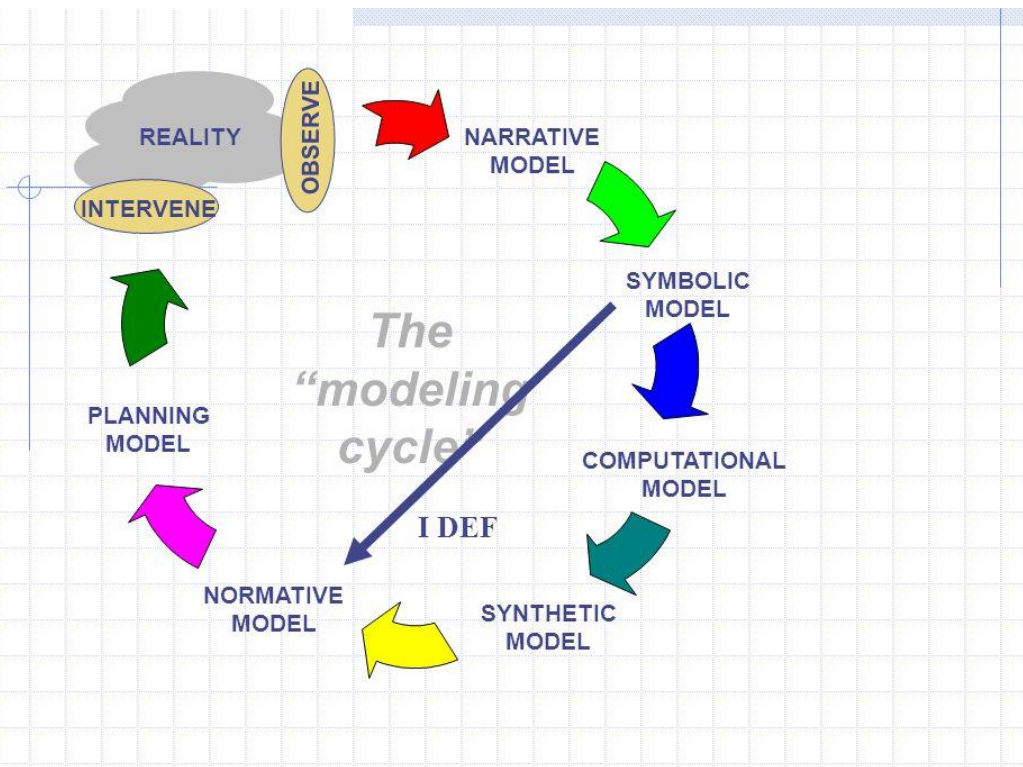 REALITY
OBSERVE
INTERVENE
NARRATIVE
MODEL
SYMBOLIC
MODEL
COMPUTATIONAL
MODEL
SYNTHETIC
MODEL
NORMATIVE
MODEL
PLANNING
MODEL
The
“modeling
cycle”
I DEF